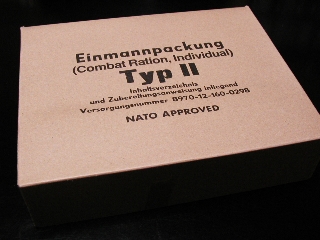 Einmannpackung
(Combat Ration, Individual)
Typ II
Inhaltsverzeichnis
und Zubereitungsanweisung inliegend
Versorgungsnummer 8970-12-160-0298
NATO APPROVED